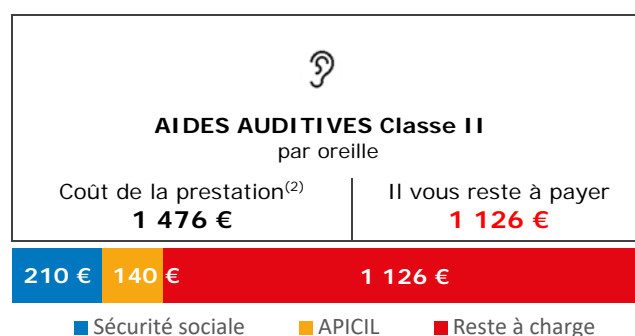 AIDES AUDITIVES Classe II
par oreille
Coût de la prestation(2)
1 476 €
Il vous reste à payer
1 126 €
210 € 140 € 1 126 €
Sécurité sociale APICIL Reste à charge